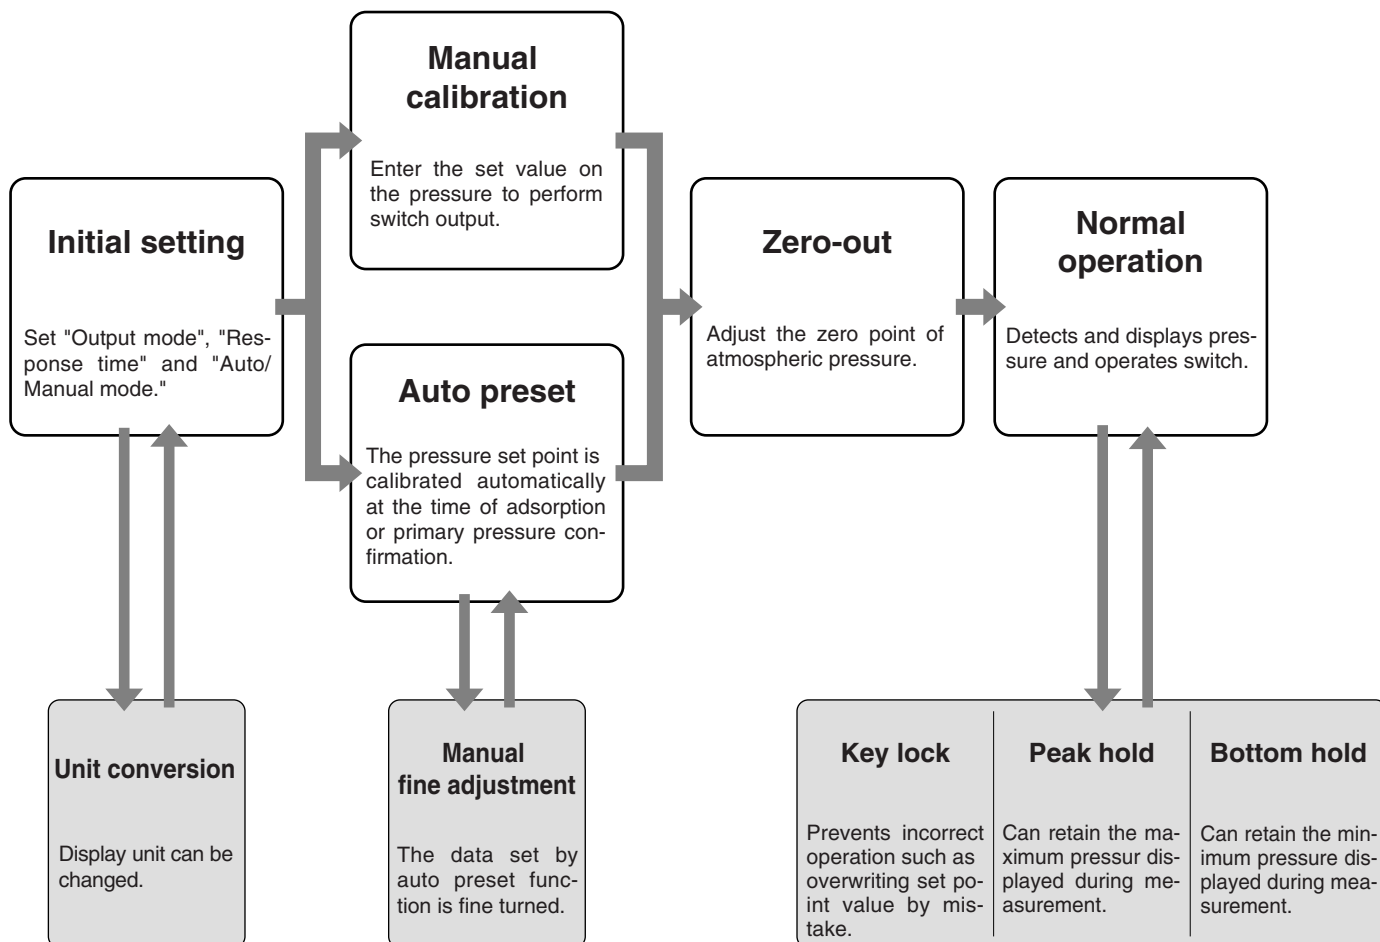 Initial setting
Set "Output mode", "Res-
ponse time" and "Auto/
Manual mode."
Manual
calibration
Enter the set value on
the pressure to perform
switch output.
Auto preset
The pressure set point is
calibrated automatically
at the time of adsorption
or primary pressure con-
firmation.
Zero-out
Adjust the zero point of
atmospheric pressure.
Normal
operation
Detects and displays pres-
sure and operates switch.
Unit conversion
Display unit can be
changed.
Manual
fine adjustment
The data set by
auto preset func-
tion is fine turned.
Key lock
Prevents incorrect
operation such as
overwriting set po-
int value by mis-
take.
Peak hold
Can retain the ma-
ximum pressur dis-
played during me-
asurement.
Bottom hold
Can retain the min-
imum pressure dis-
played during mea-
surement.